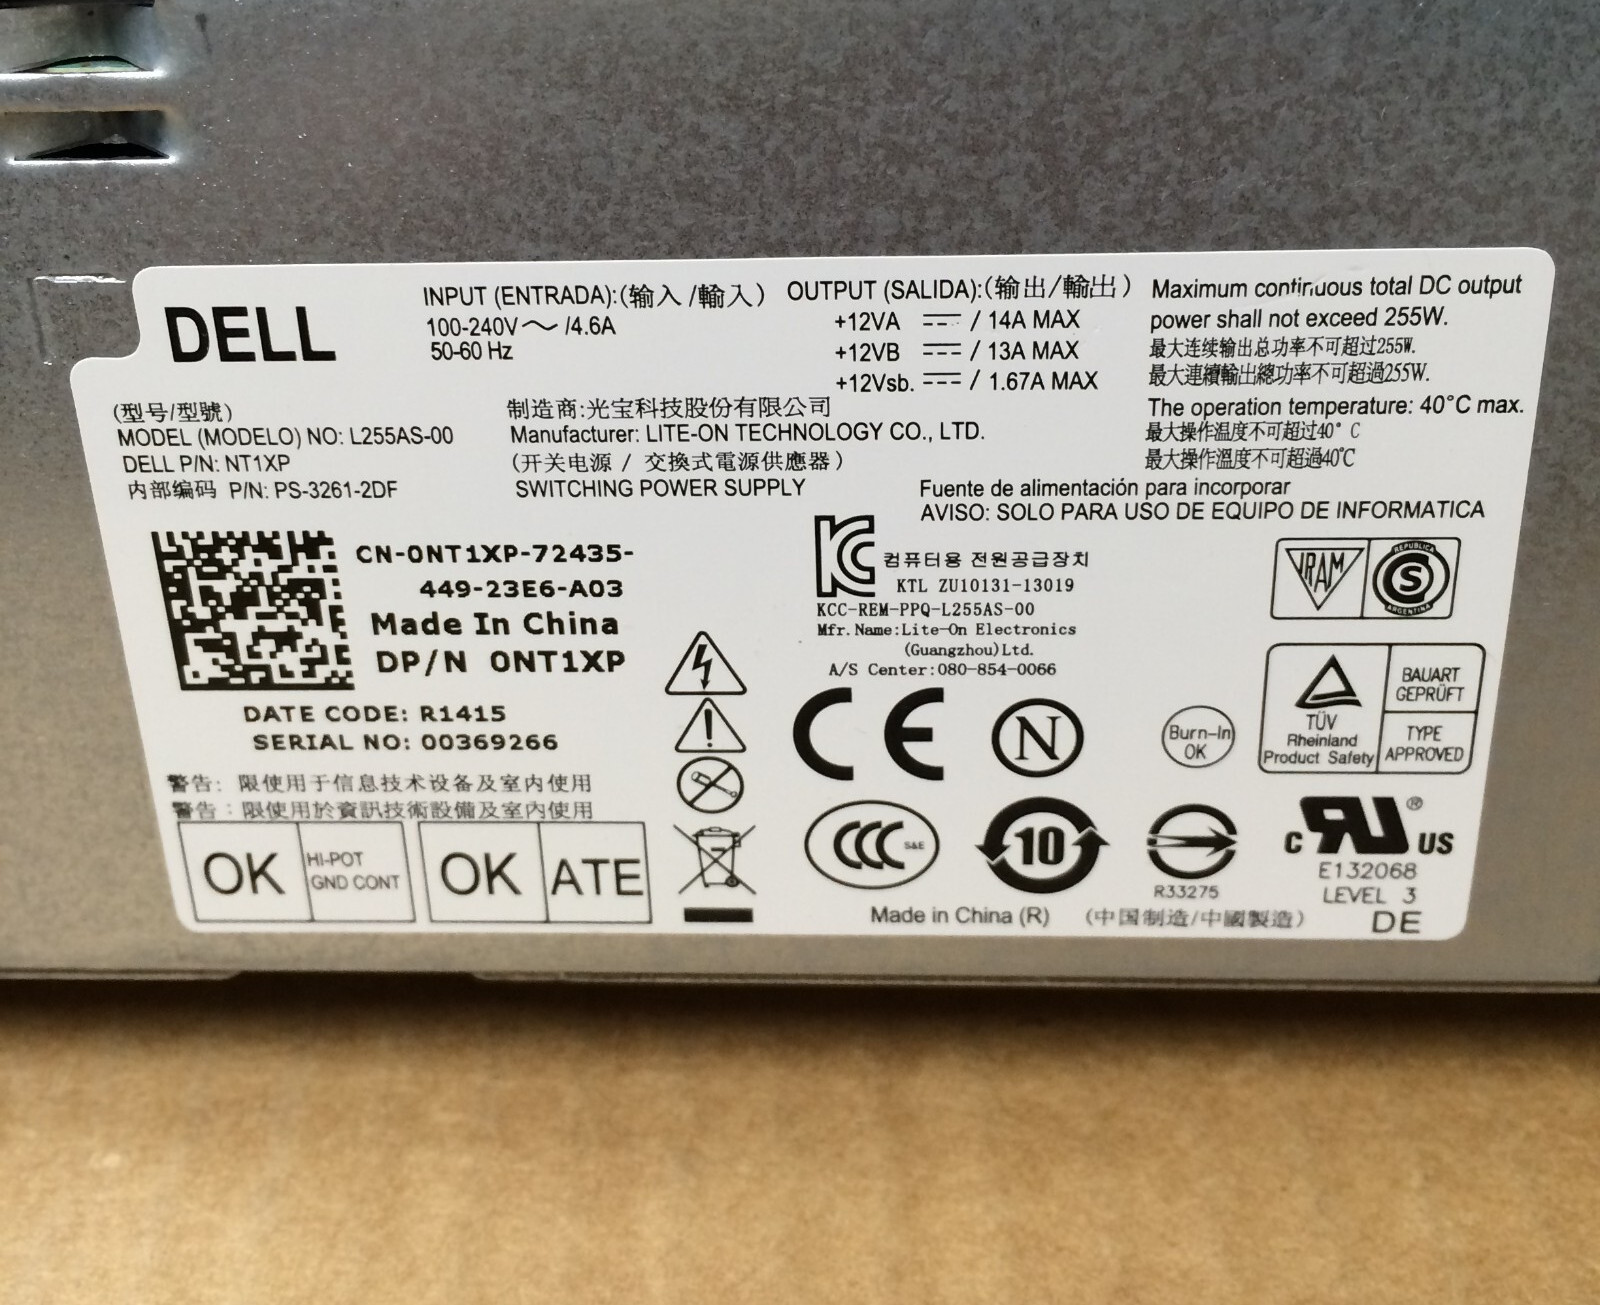 DELL
INPUT (ENTRADA):(输入/輸入)
100-240V～ /4.6A
50-60 Hz
OUTPUT (SALIDA):(输出/輸出)
+12VA ⎓ / 14A MAX
+12VB ⎓ / 13A MAX
+12Vsb. ⎓ / 1.67A MAX
Maximum continuous total DC output
power shall not exceed 255W.
最大连续输出总功率不可超过255W.
最大連續輸出總功率不可超過255W.
The operation temperature: 40°C max.
最大操作温度不可超过40°C
最大操作溫度不可超過40°C
(型号/型號)
MODEL (MODELO) NO: L255AS-00
DELL P/N: NT1XP
内部编码 P/N: PS-3261-2DF
制造商:光宝科技股份有限公司
Manufacturer: LITE-ON TECHNOLOGY CO., LTD.
(开关电源 / 交换式電源供應器)
SWITCHING POWER SUPPLY
Fuente de alimentación para incorporar
AVISO: SOLO PARA USO DE EQUIPO DE INFORMATICA
CN-0NT1XP-72435-
449-23E6-A03
Made In China
DP/N 0NT1XP
DATE CODE: R1415
SERIAL NO: 00369266
警告: 限使用于信息技术设备及室内使用
警告:限使用於資訊技術設備及室內使用
OK HI-POT
GND CONT
OK ATE
컴퓨터용 전원공급장치
KTL ZU10131-13019
KCC-REM-PPQ-L255AS-00
Mfr.Name:Lite-On Electronics
(Guangzhou)Ltd.
A/S Center:080-854-0066
IRAM
REPUBLICA
S
ARGENTINA
CE
N
Burn-In
OK
TÜV
Rheinland
Product Safety
BAUART
GEPRÜFT
TYPE
APPROVED
CCC S&E
10
R33275
C RU ® US
E132068
LEVEL 3
DE
Made in China (R) (中国制造/中國製造)